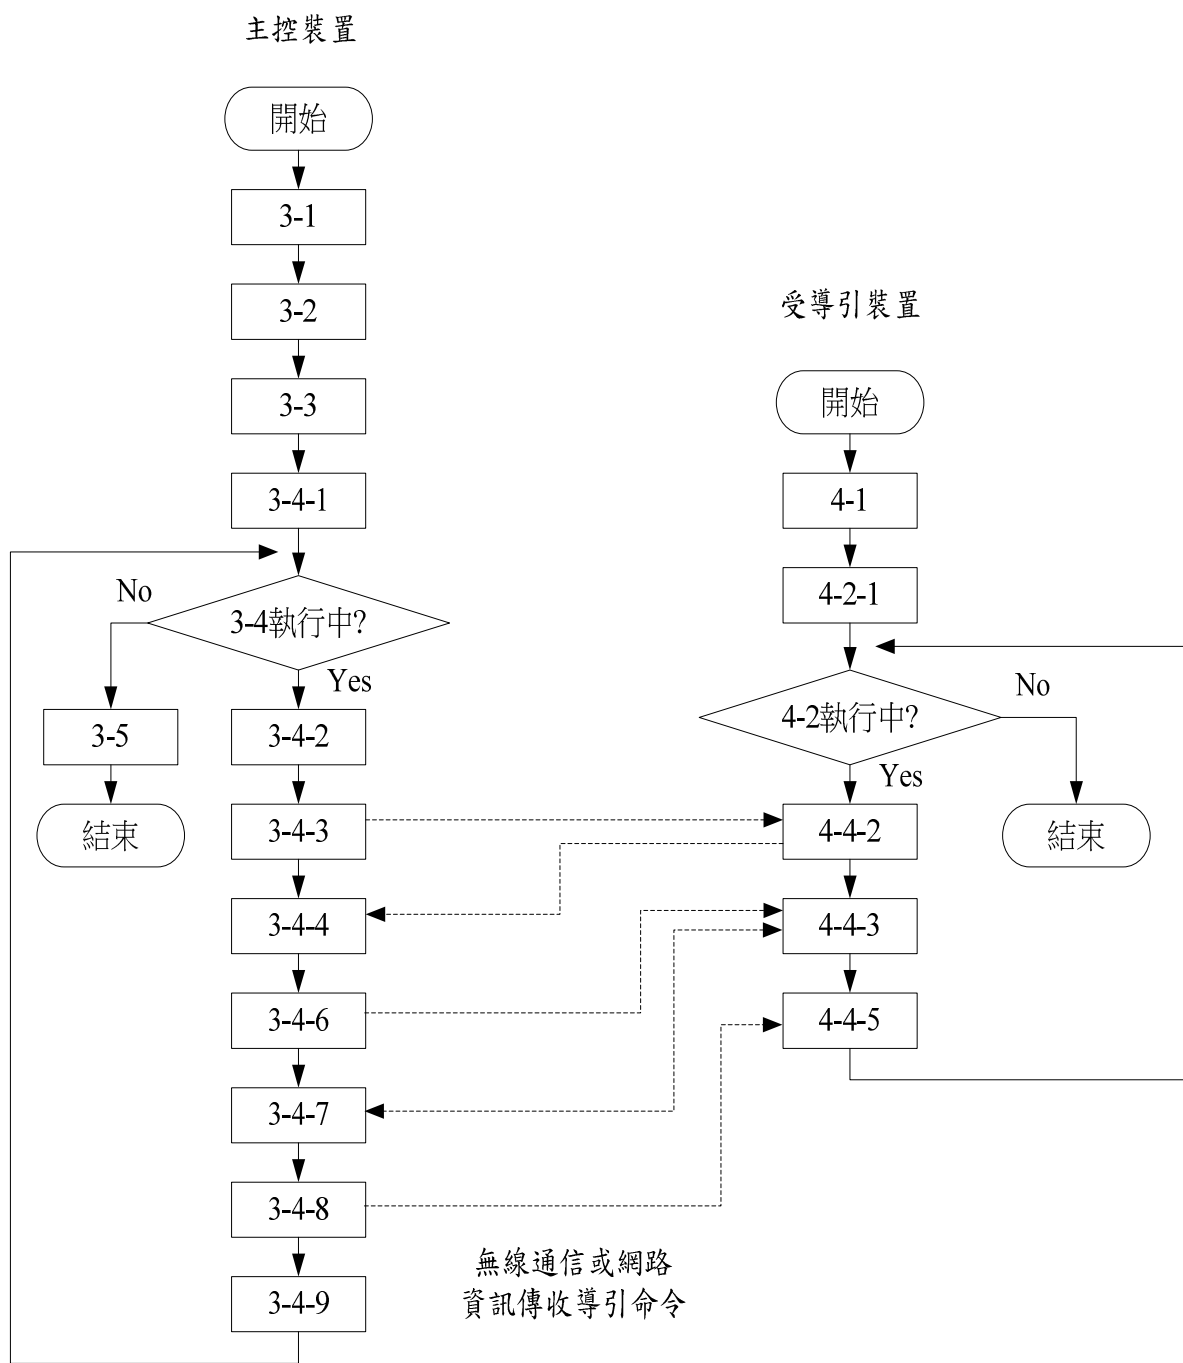 主控裝置
開始
3-1
3-2
3-3
3-4-1
3-4執行中?
No
Yes
3-5
結束
3-4-2
3-4-3
3-4-4
3-4-6
3-4-7
3-4-8
3-4-9
受導引裝置
開始
4-1
4-2-1
4-2執行中?
No
Yes
結束
4-4-2
4-4-3
4-4-5
無線通信或網路
資訊傳收導引命令